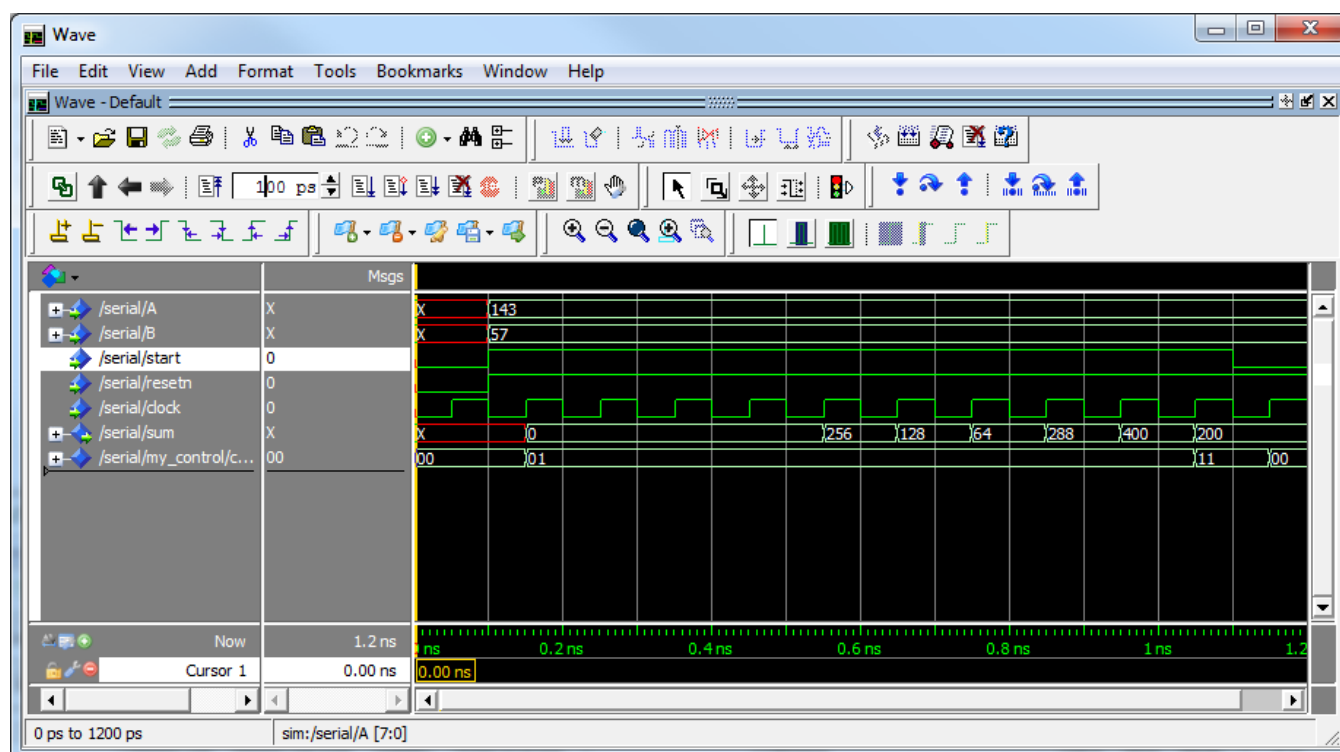 Wave
File Edit View Add Format Tools Bookmarks Window Help
Wave - Default
100 ps
Msgs
/serial/A X X 143
/serial/B X X 57
/serial/start 0
/serial/resetn 0
/serial/clock 0
/serial/sum X X 0 256 128 64 288 400 200
/serial/my_control/c... 00 00 01 11 00
Now 1.2 ns ns 0.2 ns 0.4 ns 0.6 ns 0.8 ns 1 ns 1.2
Cursor 1 0.00 ns 0.00 ns
0 ps to 1200 ps sim:/serial/A [7:0]